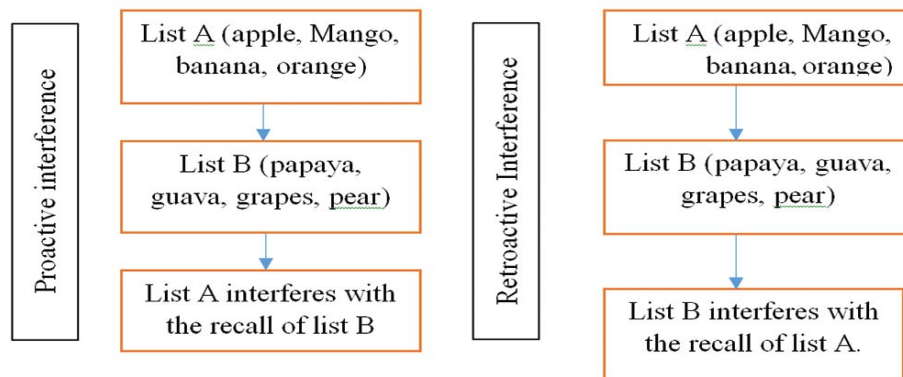 Proactive interference
List A (apple, Mango,
banana, orange)
List B (papaya,
guava, grapes, pear)
List A interferes with
the recall of list B
Retroactive Interference
List A (apple, Mango,
banana, orange)
List B (papaya, guava,
grapes, pear)
List B interferes with
the recall of list A.